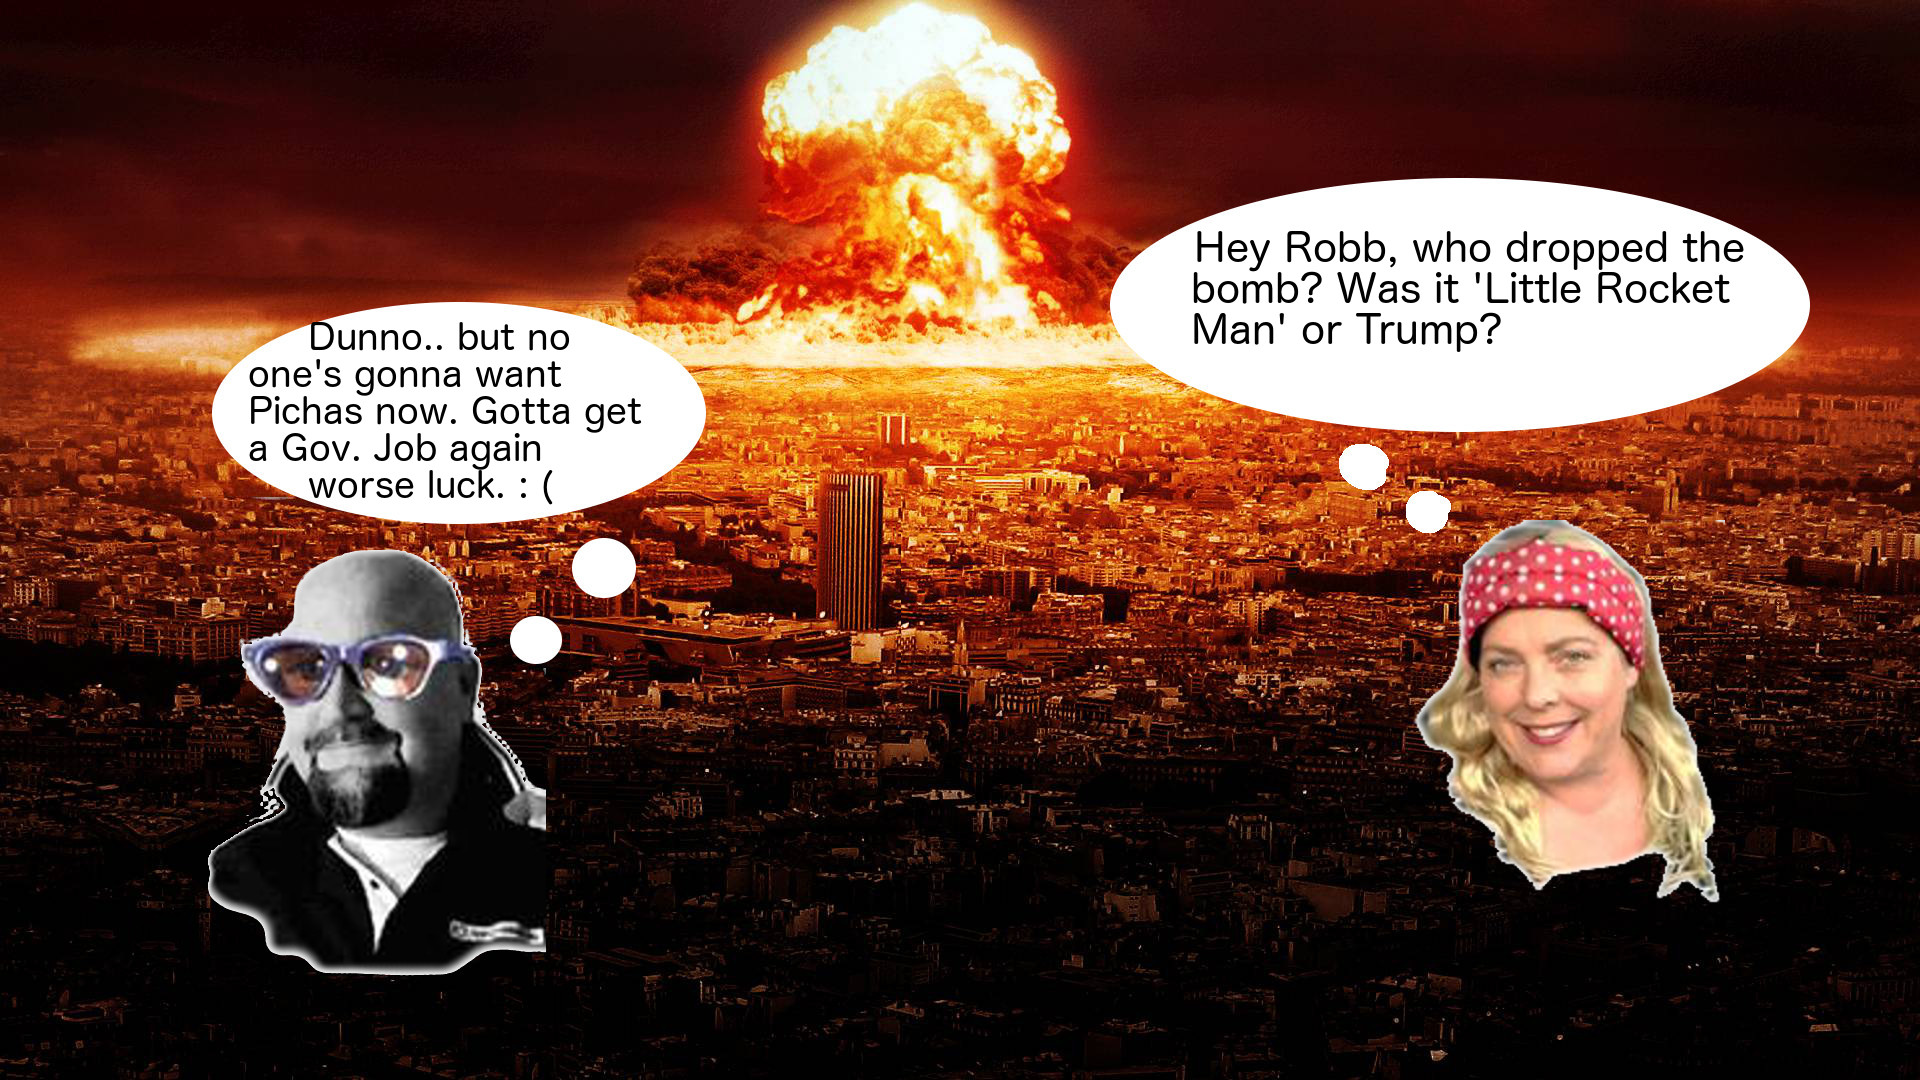 Hey Robb, who dropped the
bomb? Was it 'Little Rocket
Man' or Trump?
Dunno.. but no
one's gonna want
Pichas now. Gotta get
a Gov. Job again
worse luck. : (